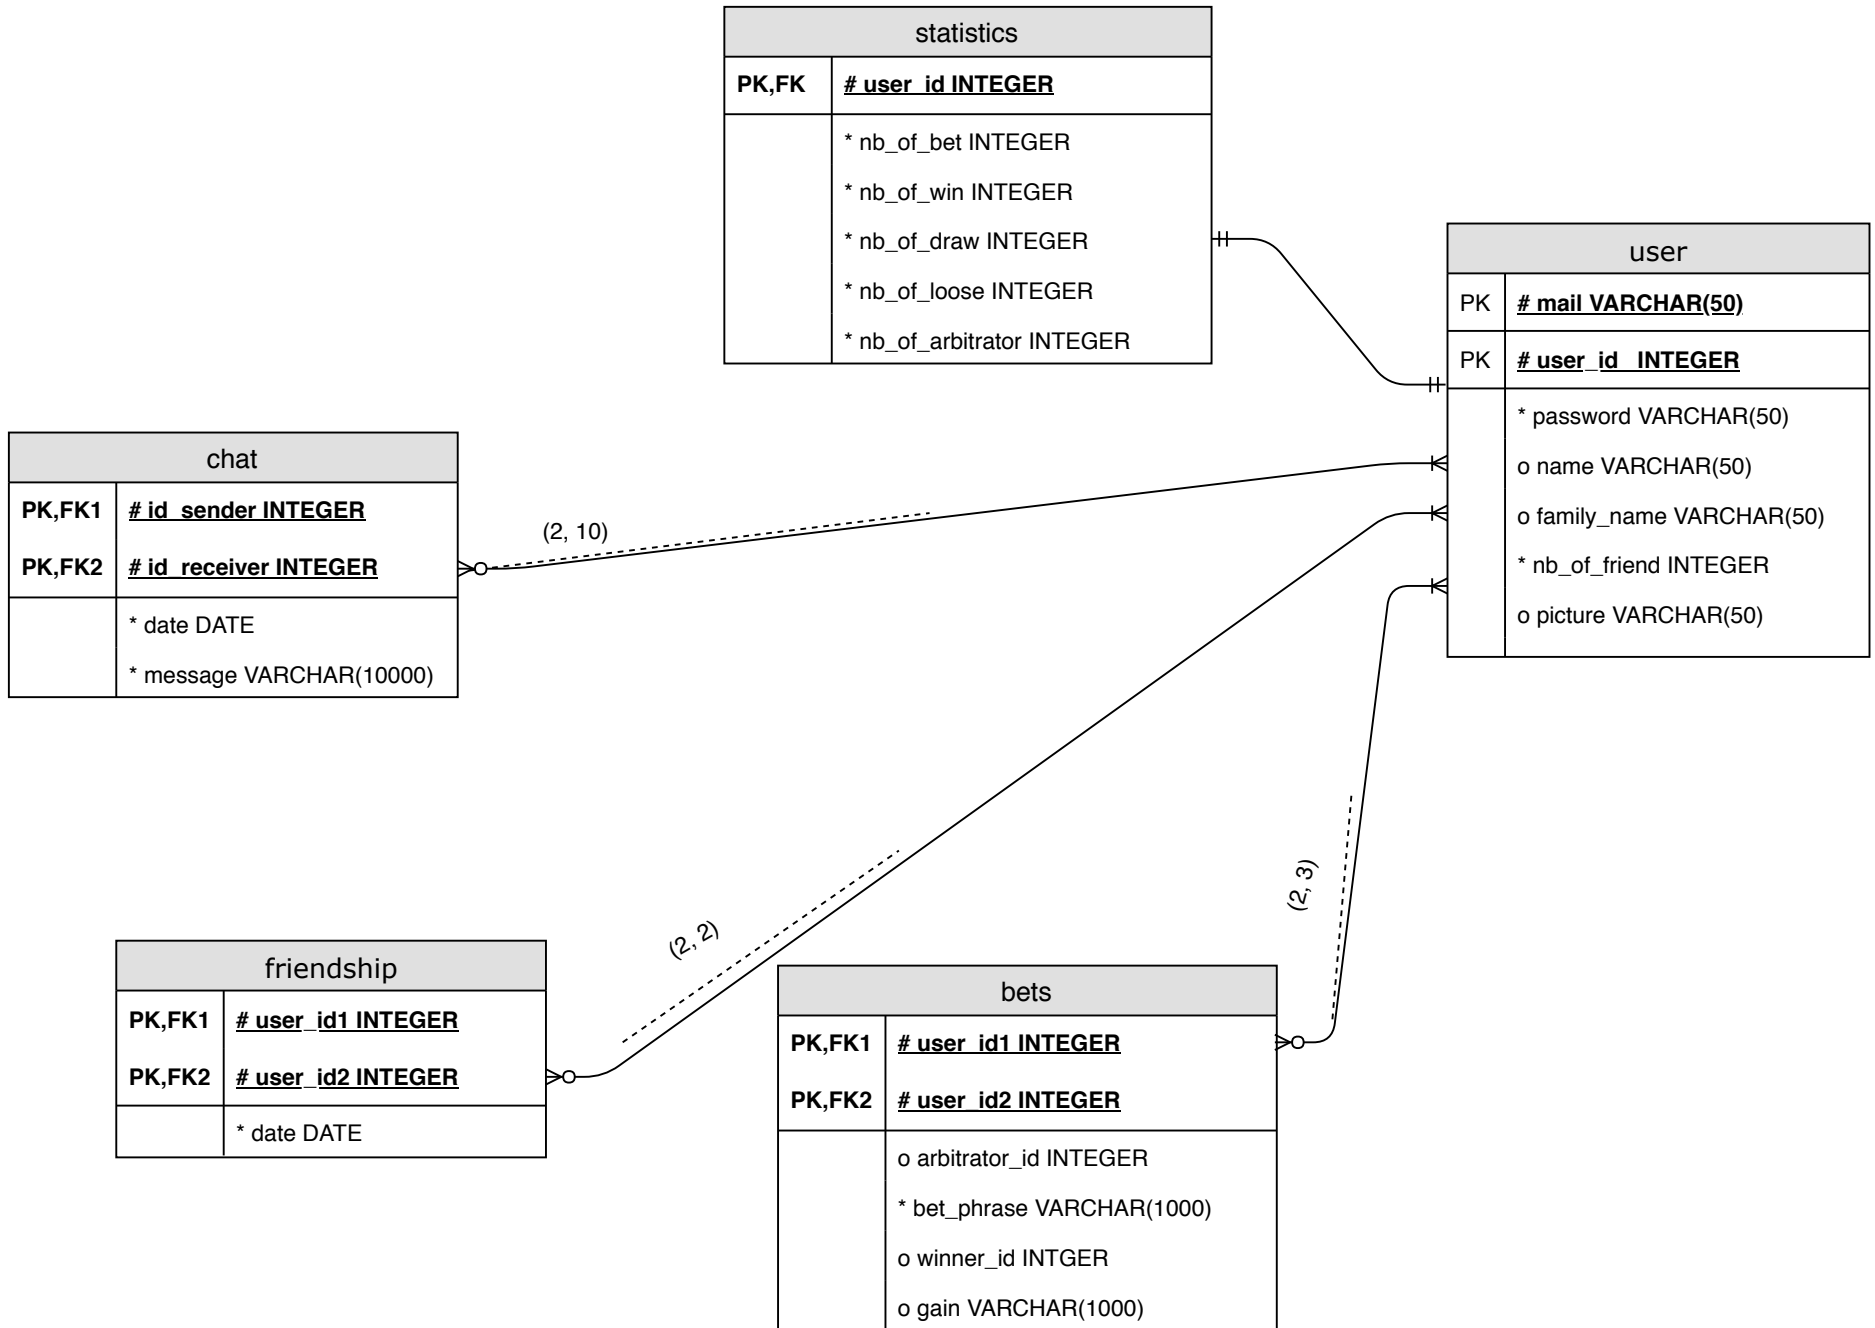 statistics
PK,FK # user_id INTEGER
* nb_of_bet INTEGER
* nb_of_win INTEGER
* nb_of_draw INTEGER
* nb_of_loose INTEGER
* nb_of_arbitrator INTEGER
user
PK # mail VARCHAR(50)
PK # user_id INTEGER
* password VARCHAR(50)
o name VARCHAR(50)
o family_name VARCHAR(50)
* nb_of_friend INTEGER
o picture VARCHAR(50)
chat
PK,FK1 # id_sender INTEGER
PK,FK2 # id_receiver INTEGER
* date DATE
* message VARCHAR(10000)
(2, 10)
(2, 2)
(2, 3)
friendship
PK,FK1 # user_id1 INTEGER
PK,FK2 # user_id2 INTEGER
* date DATE
bets
PK,FK1 # user_id1 INTEGER
PK,FK2 # user_id2 INTEGER
o arbitrator_id INTEGER
* bet_phrase VARCHAR(1000)
o winner_id INTGER
o gain VARCHAR(1000)